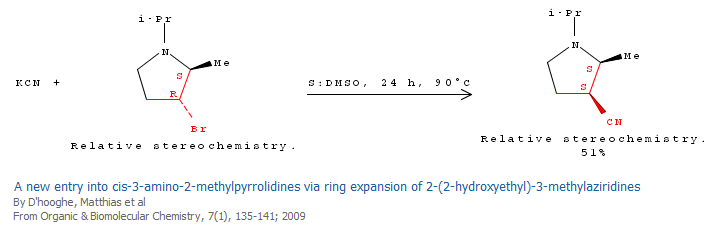 i-Pr
N
Me
S
R
Br
KCN +
Relative stereochemistry.
S:DMSO, 24 h, 90°C
i-Pr
N
Me
S
S
CN
Relative stereochemistry.
51%
A new entry into cis-3-amino-2-methylpyrrolidines via ring expansion of 2-(2-hydroxyethyl)-3-methylaziridines
By D'hooghe, Matthias et al
From Organic & Biomolecular Chemistry, 7(1), 135-141; 2009